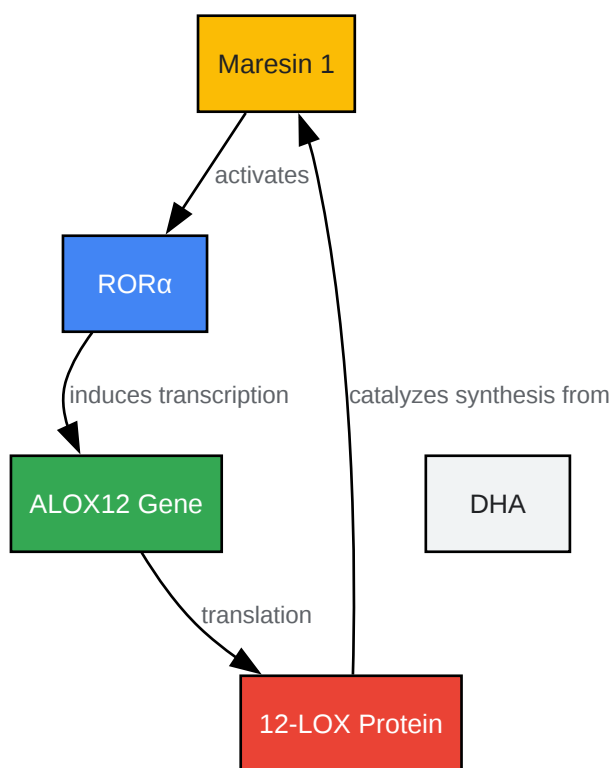 Maresin 1
activates
RORα
induces transcription
catalyzes synthesis from
ALOX12 Gene
DHA
translation
12-LOX Protein